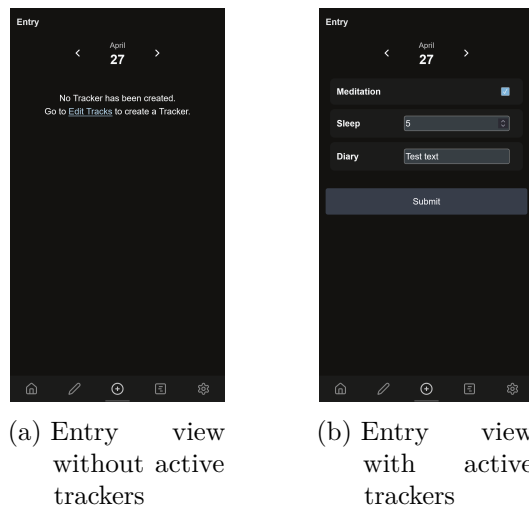 Entry
April
27
No Tracker has been created.
Go to Edit Tracks to create a Tracker.
(a) Entry view
without active
trackers
Entry
April
27
Meditation
Sleep 5
Diary Test text
Submit
(b) Entry view
with active
trackers